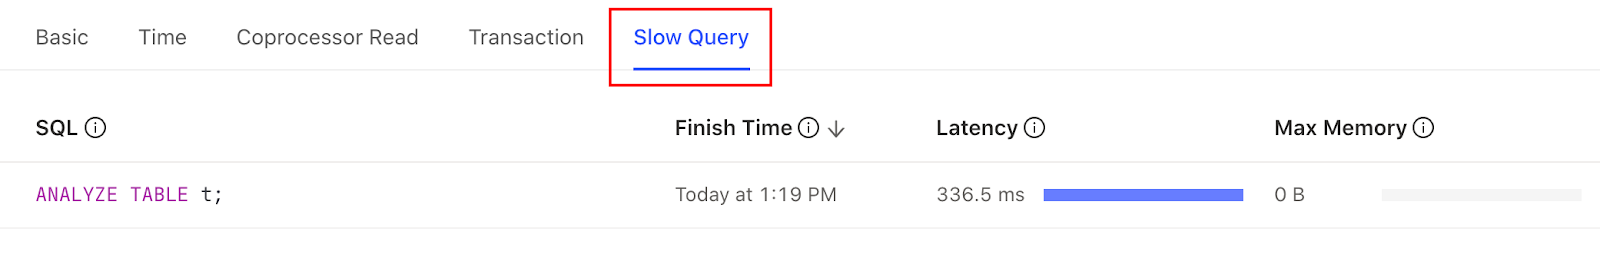 Basic Time Coprocessor Read Transaction Slow Query
SQL Finish Time Latency Max Memory
ANALYZE TABLE t; Today at 1:19 PM 336.5 ms 0 B